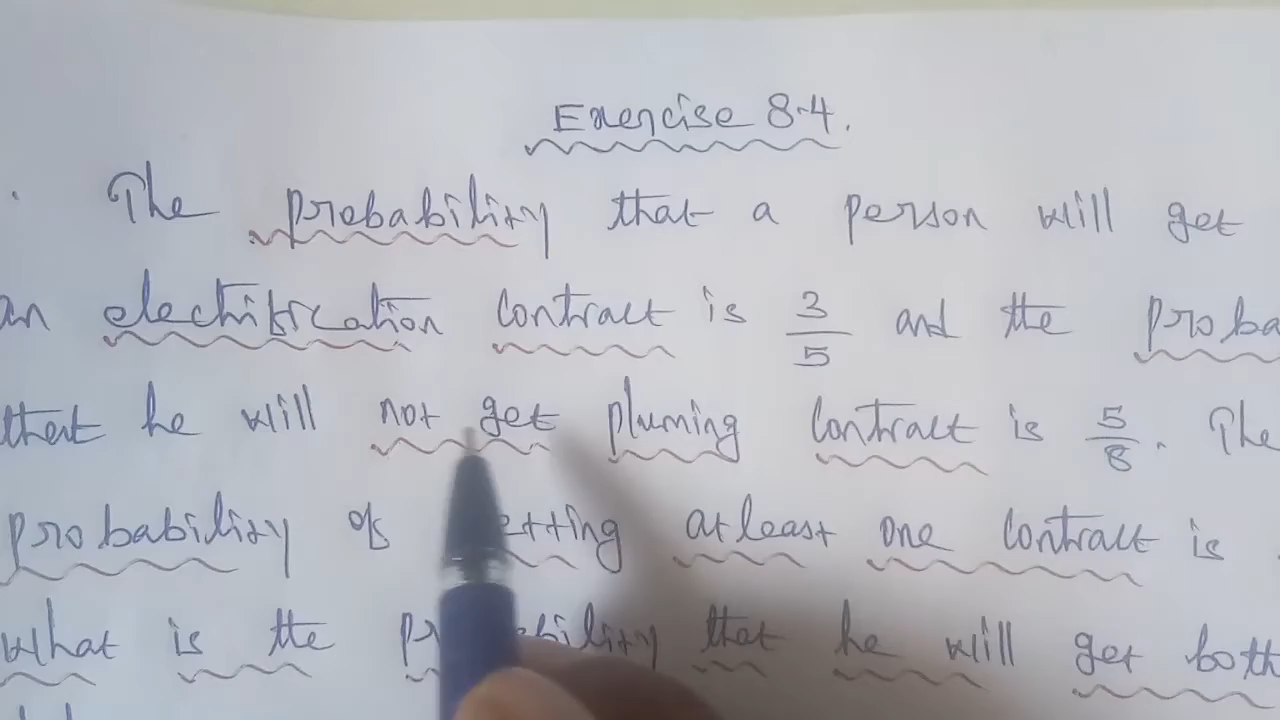 Exercise 8.4.
The probability that a person will get
an electrification contract is 3/5 and the proba
that he will not get pluming contract is 5/8. The
probability of etting atleast one contract is
what is the pr bility that he will get both